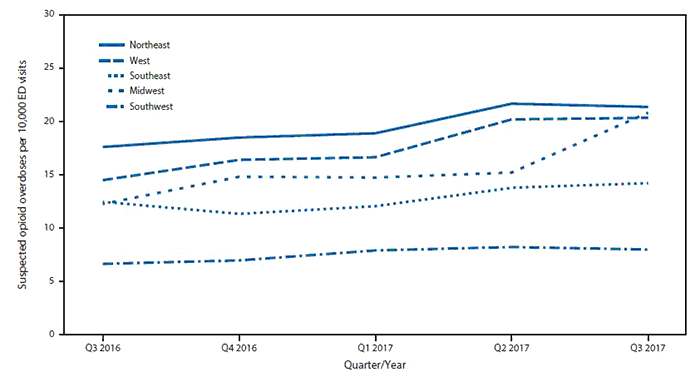 30
25
20
15
10
5
0
Suspected opioid overdoses per 10,000 ED visits
Northeast
West
Southeast
Midwest
Southwest
Q3 2016
Q4 2016
Q1 2017
Q2 2017
Q3 2017
Quarter/Year